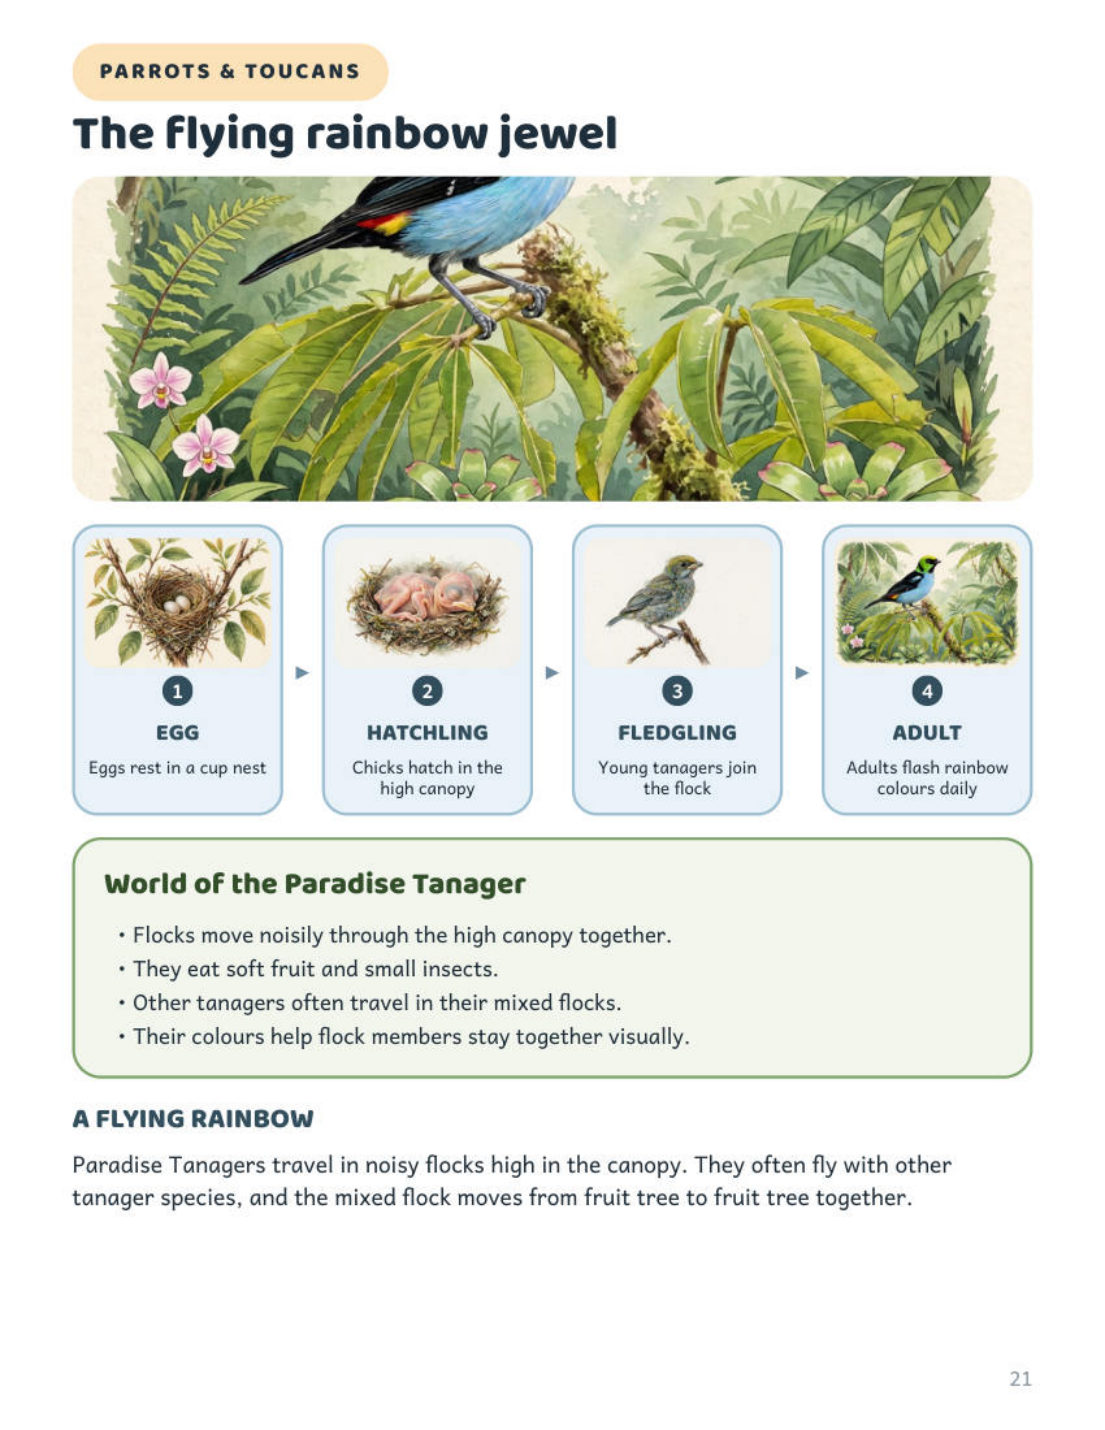 PARROTS & TOUCANS
The flying rainbow jewel
1
EGG
Eggs rest in a cup nest
2
HATCHLING
Chicks hatch in the
high canopy
3
FLEDGLING
Young tanagers join
the flock
4
ADULT
Adults flash rainbow
colours daily
World of the Paradise Tanager
• Flocks move noisily through the high canopy together.
• They eat soft fruit and small insects.
• Other tanagers often travel in their mixed flocks.
• Their colours help flock members stay together visually.
A FLYING RAINBOW
Paradise Tanagers travel in noisy flocks high in the canopy. They often fly with other
tanager species, and the mixed flock moves from fruit tree to fruit tree together.
21